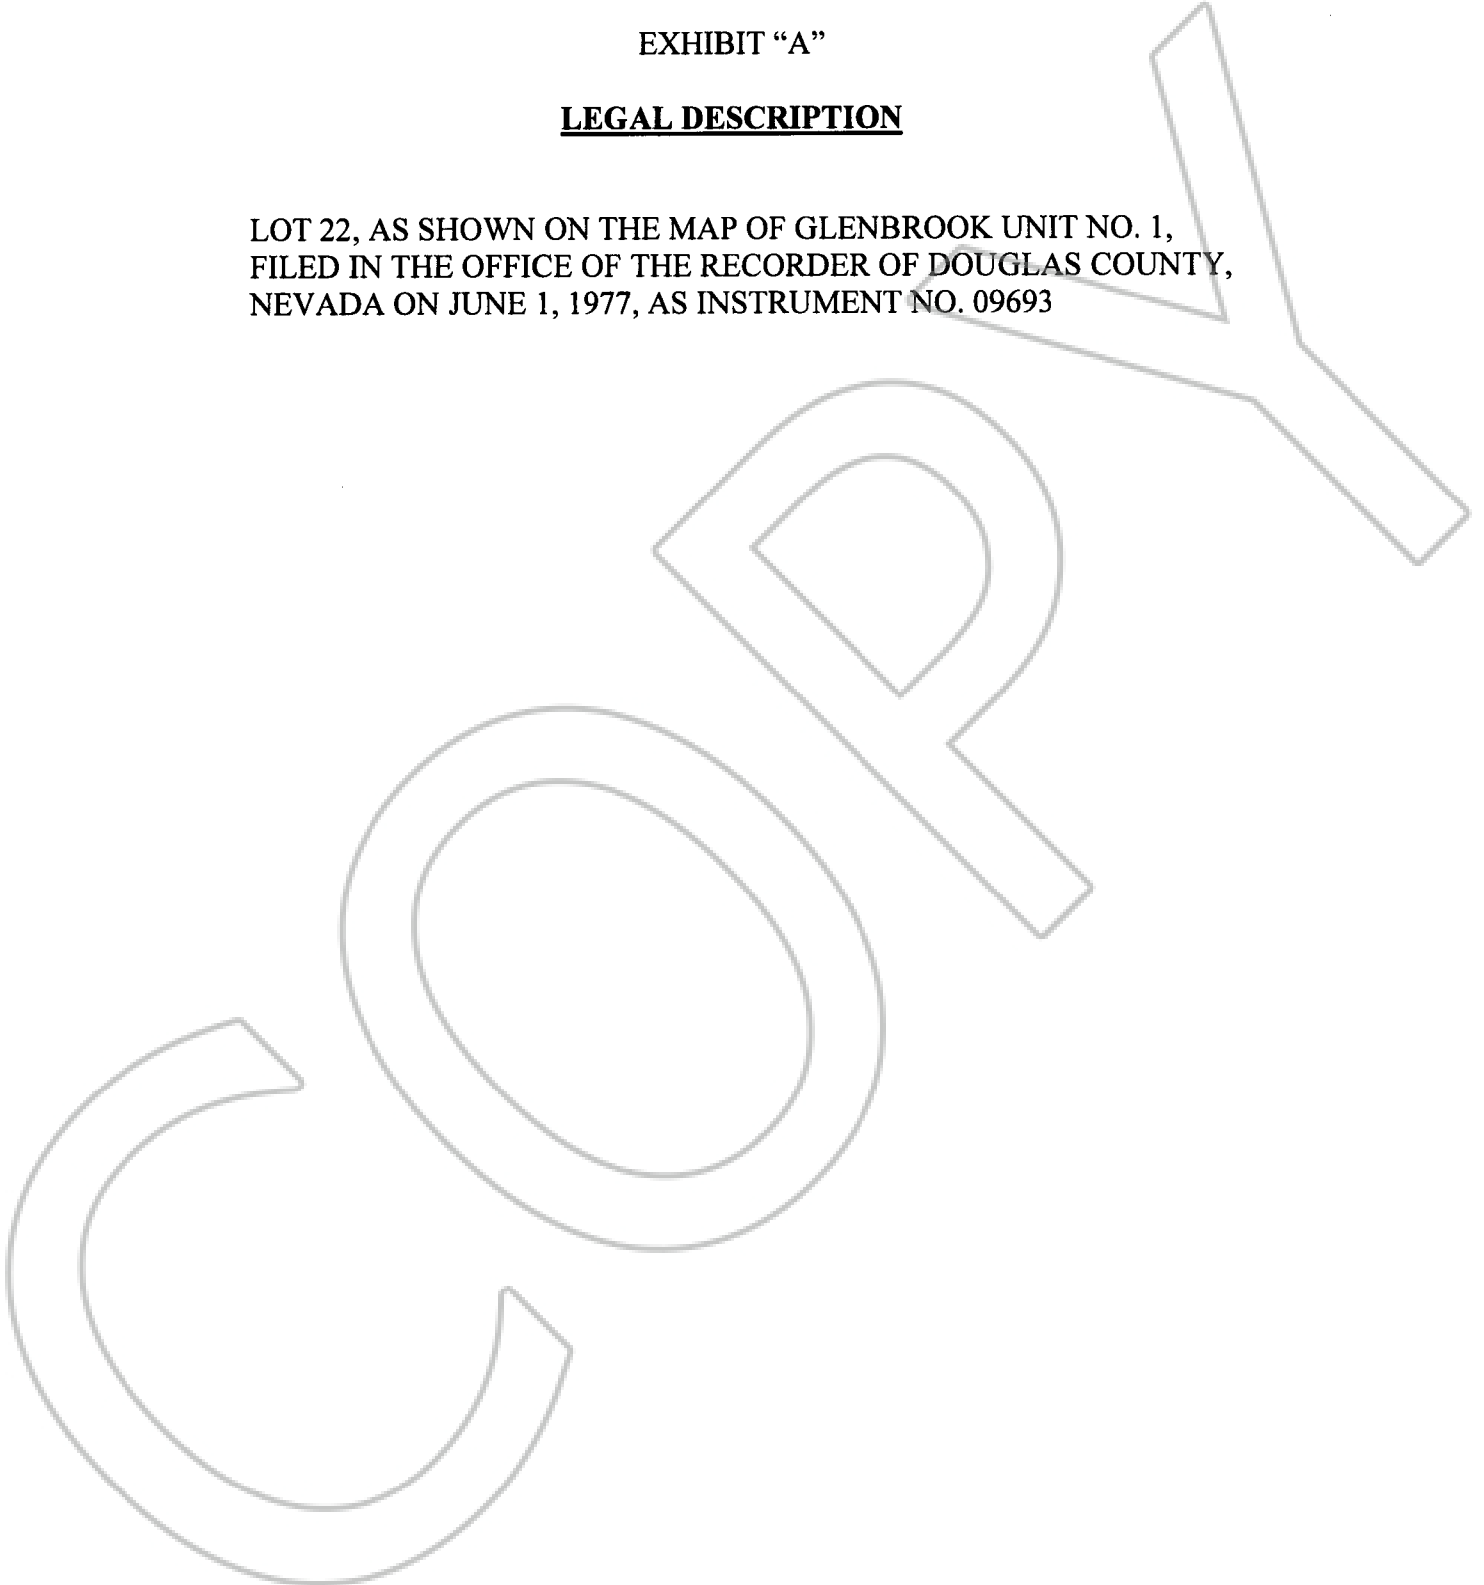 EXHIBIT “A”
LEGAL DESCRIPTION
LOT 22, AS SHOWN ON THE MAP OF GLENBROOK UNIT NO. 1,
FILED IN THE OFFICE OF THE RECORDER OF DOUGLAS COUNTY,
NEVADA ON JUNE 1, 1977, AS INSTRUMENT NO. 09693
COPY